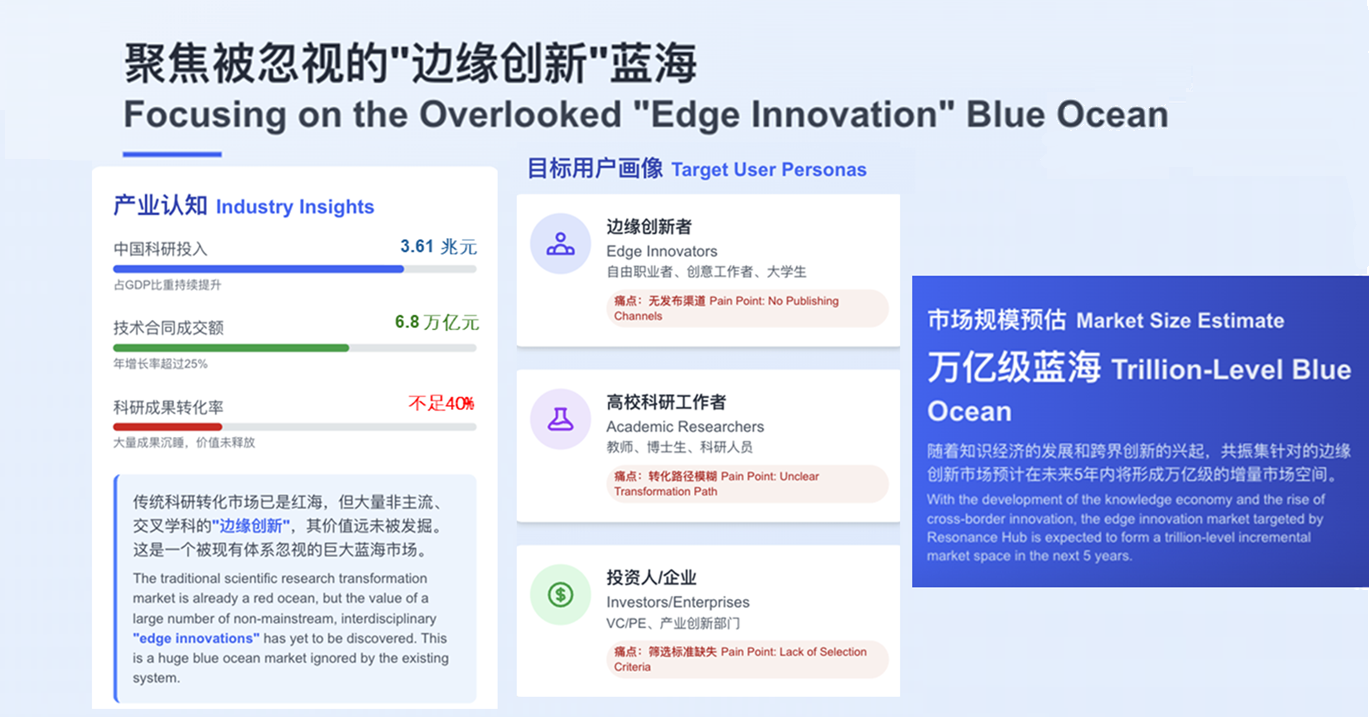 聚焦被忽视的"边缘创新"蓝海
Focusing on the Overlooked "Edge Innovation" Blue Ocean
产业认知 Industry Insights
中国科研投入 3.61 兆元
占GDP比重持续提升
技术合同成交额 6.8 万亿元
年增长率超过25%
科研成果转化率 不足40%
大量成果沉睡，价值未释放
传统科研转化市场已是红海，但大量非主流、
交叉学科的"边缘创新"，其价值远未被发掘。
这是一个被现有体系忽视的巨大蓝海市场。
The traditional scientific research transformation
market is already a red ocean, but the value of a
large number of non-mainstream, interdisciplinary
"edge innovations" has yet to be discovered. This
is a huge blue ocean market ignored by the existing
system.
目标用户画像 Target User Personas
边缘创新者
Edge Innovators
自由职业者、创意工作者、大学生
痛点：无发布渠道 Pain Point: No Publishing
Channels
高校科研工作者
Academic Researchers
教师、博士生、科研人员
痛点：转化路径模糊 Pain Point: Unclear
Transformation Path
投资人/企业
Investors/Enterprises
VC/PE、产业创新部门
痛点：筛选标准缺失 Pain Point: Lack of Selection
Criteria
市场规模预估 Market Size Estimate
万亿级蓝海 Trillion-Level Blue
Ocean
随着知识经济的发展和跨界创新的兴起，共振集针对的边缘
创新市场预计在未来5年内将形成万亿级的增量市场空间。
With the development of the knowledge economy and the rise of
cross-border innovation, the edge innovation market targeted by
Resonance Hub is expected to form a trillion-level incremental
market space in the next 5 years.